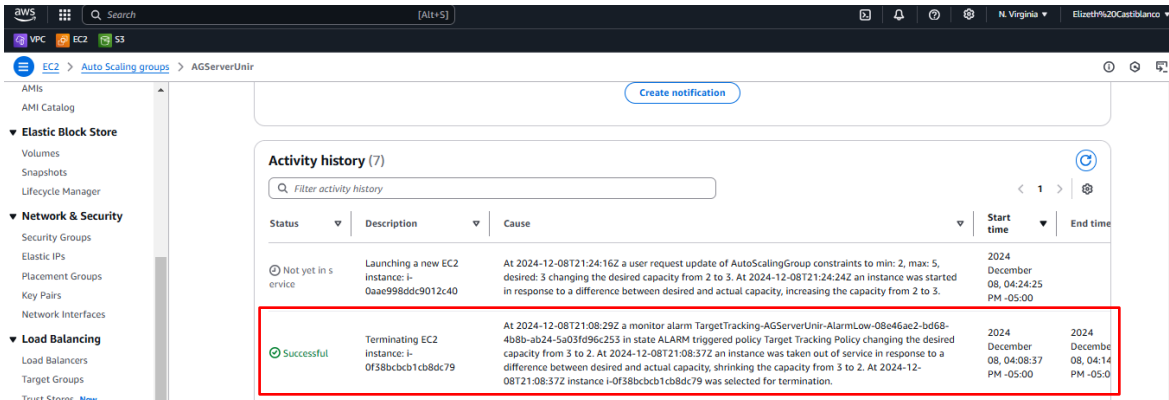 aws
Search
[Alt+S]
N. Virginia
Elizeth%20Castiblanco
VPC
EC2
S3
EC2 > Auto Scaling groups > AGServerUnir
AMIs
AMI Catalog
Elastic Block Store
Volumes
Snapshots
Lifecycle Manager
Network & Security
Security Groups
Elastic IPs
Placement Groups
Key Pairs
Network Interfaces
Load Balancing
Load Balancers
Target Groups
Trust Stores New
Create notification
Activity history (7)
Filter activity history
1
Status
Description
Cause
Start
time
End time
Not yet in s
ervice
Launching a new EC2
instance: i-
0aae998ddc9012c40
At 2024-12-08T21:24:16Z a user request update of AutoScalingGroup constraints to min: 2, max: 5,
desired: 3 changing the desired capacity from 2 to 3. At 2024-12-08T21:24:24Z an instance was started
in response to a difference between desired and actual capacity, increasing the capacity from 2 to 3.
2024
December
08, 04:24:25
PM -05:00
Successful
Terminating EC2
instance: i-
0f38bcbcb1cb8dc79
At 2024-12-08T21:08:29Z a monitor alarm TargetTracking-AGServerUnir-AlarmLow-08e46ae2-bd68-
4b8b-ab24-5a03fd96c253 in state ALARM triggered policy Target Tracking Policy changing the desired
capacity from 3 to 2. At 2024-12-08T21:08:37Z an instance was taken out of service in response to a
difference between desired and actual capacity, shrinking the capacity from 3 to 2. At 2024-12-
08T21:08:37Z instance i-0f38bcbcb1cb8dc79 was selected for termination.
2024
December
08, 04:08:37
PM -05:00
2024
Decembe
08, 04:14
PM -05:0